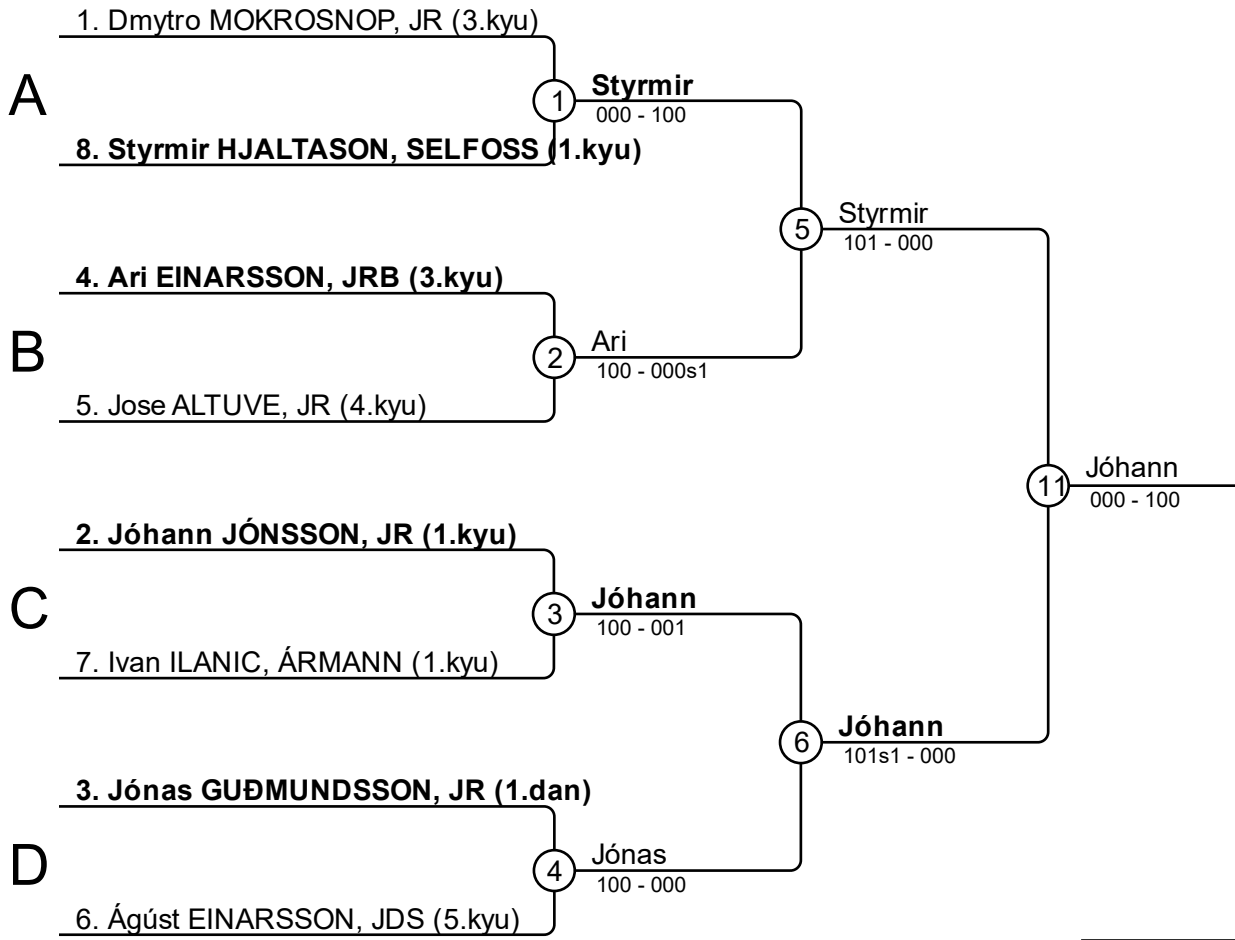 1. Dmytro MOKROSNOP, JR (3.kyu)
A
1
Styrmir
000 - 100
8. Styrmir HJALTASON, SELFOSS (1.kyu)
5
Styrmir
101 - 000
4. Ari EINARSSON, JRB (3.kyu)
B
2
Ari
100 - 000s1
5. Jose ALTUVE, JR (4.kyu)
11
Jóhann
000 - 100
2. Jóhann JÓNSSON, JR (1.kyu)
C
3
Jóhann
100 - 001
7. Ivan ILANIC, ÁRMANN (1.kyu)
6
Jóhann
101s1 - 000
3. Jónas GUÐMUNDSSON, JR (1.dan)
D
4
Jónas
100 - 000
6. Ágúst EINARSSON, JDS (5.kyu)